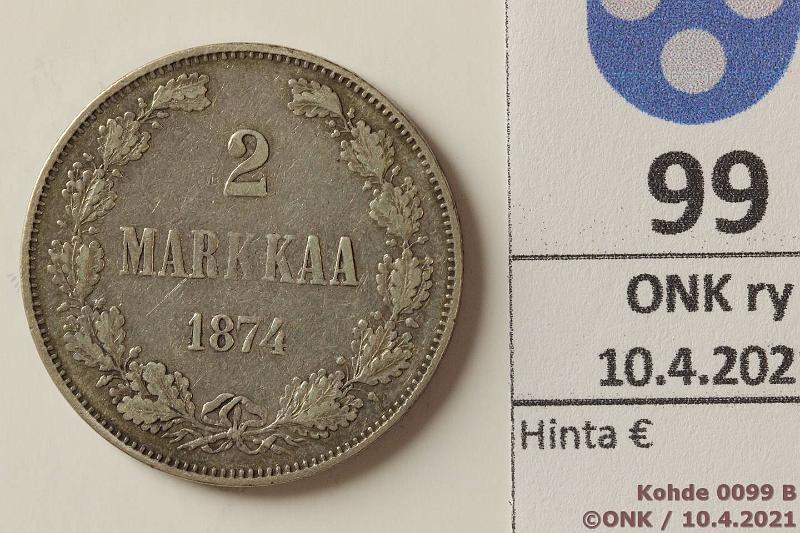 2
MARKKAA
1874
99
ONK ry
10.4.202
Hinta €
Kohde 0099 B
©ONK / 10.4.2021